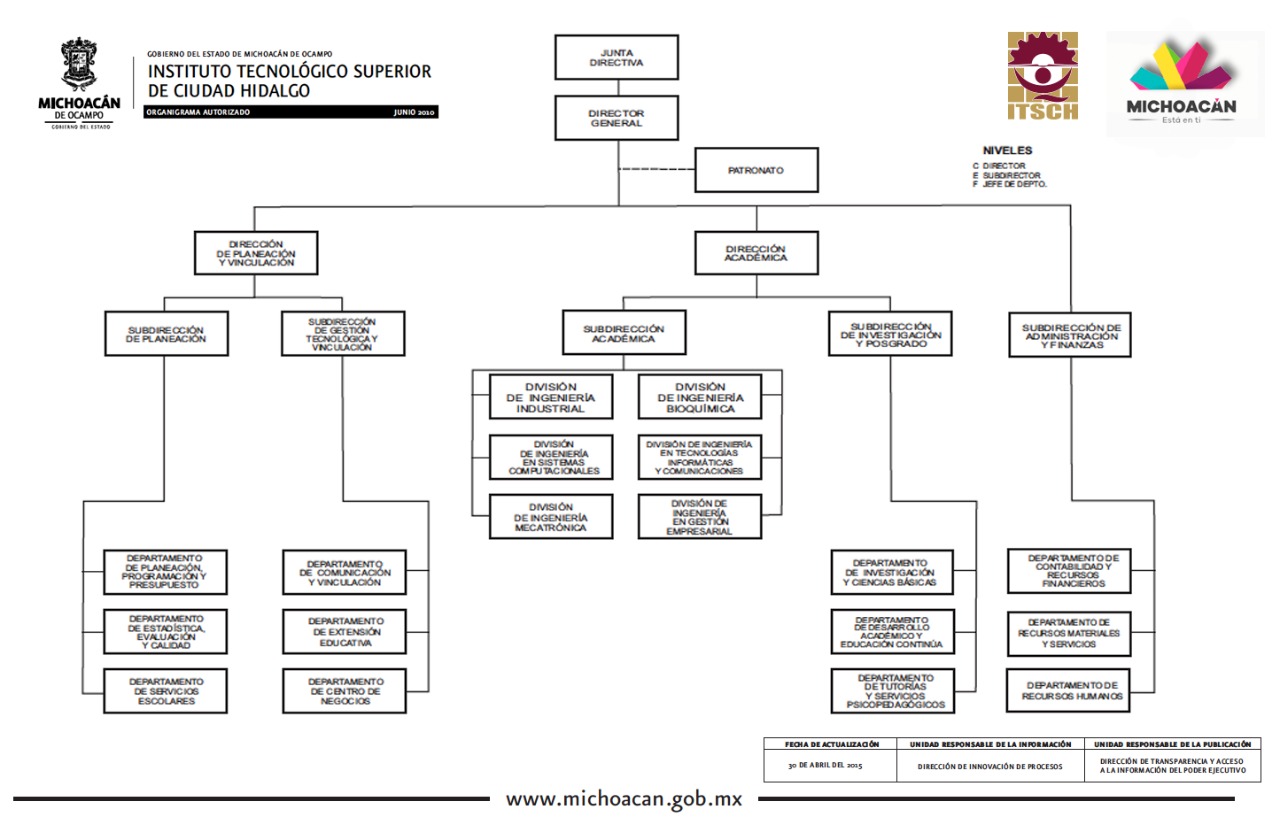 GOBIERNO DEL ESTADO DE MICHOACÁN DE OCAMPO
INSTITUTO TECNOLÓGICO SUPERIOR
DE CIUDAD HIDALGO
ORGANIGRAMA AUTORIZADO JUNIO 2010
MICHOACÁN
DE OCAMPO
GOBIERNO DEL ESTADO
ITSCH
MICHOACÁN
Está en ti
JUNTA
DIRECTIVA
DIRECTOR
GENERAL
PATRONATO
NIVELES
C DIRECTOR
E SUBDIRECTOR
F JEFE DE DEPTO.
DIRECCIÓN
DE PLANEACIÓN
Y VINCULACIÓN
DIRECCIÓN
ACADÉMICA
SUBDIRECCIÓN
DE PLANEACIÓN
SUBDIRECCIÓN
DE GESTIÓN
TECNOLÓGICA Y
VINCULACIÓN
SUBDIRECCIÓN
ACADÉMICA
SUBDIRECCIÓN
DE INVESTIGACIÓN
Y POSGRADO
SUBDIRECCIÓN DE
ADMINISTRACIÓN
Y FINANZAS
DIVISIÓN
DE INGENIERÍA
INDUSTRIAL
DIVISIÓN
DE INGENIERÍA
BIOQUÍMICA
DIVISIÓN
DE INGENIERÍA
EN SISTEMAS
COMPUTACIONALES
DIVISIÓN DE INGENIERÍA
EN TECNOLOGÍAS
INFORMÁTICAS
Y COMUNICACIONES
DIVISIÓN
DE INGENIERÍA
MECATRÓNICA
DIVISIÓN DE
INGENIERÍA
EN GESTIÓN
EMPRESARIAL
DEPARTAMENTO
DE PLANEACIÓN,
PROGRAMACIÓN Y
PRESUPUESTO
DEPARTAMENTO
DE COMUNICACIÓN
Y VINCULACIÓN
DEPARTAMENTO
DE INVESTIGACIÓN
Y CIENCIAS BÁSICAS
DEPARTAMENTO DE
CONTABILIDAD Y
RECURSOS
FINANCIEROS
DEPARTAMENTO
DE ESTADÍSTICA,
EVALUACIÓN
Y CALIDAD
DEPARTAMENTO
DE EXTENSIÓN
EDUCATIVA
DEPARTAMENTO
DE DESARROLLO
ACADÉMICO Y
EDUCACIÓN CONTINÚA
DEPARTAMENTO DE
RECURSOS MATERIALES
Y SERVICIOS
DEPARTAMENTO
DE SERVICIOS
ESCOLARES
DEPARTAMENTO
DE CENTRO DE
NEGOCIOS
DEPARTAMENTO
DE TUTORÍAS
Y SERVICIOS
PSICOPEDAGÓGICOS
DEPARTAMENTO DE
RECURSOS HUMANOS
FECHA DE ACTUALIZACIÓN UNIDAD RESPONSABLE DE LA INFORMACIÓN UNIDAD RESPONSABLE DE LA PUBLICACIÓN
30 DE ABRIL DEL 2015 DIRECCIÓN DE INNOVACIÓN DE PROCESOS DIRECCIÓN DE TRANSPARENCIA Y ACCESO
A LA INFORMACIÓN DEL PODER EJECUTIVO
www.michoacan.gob.mx